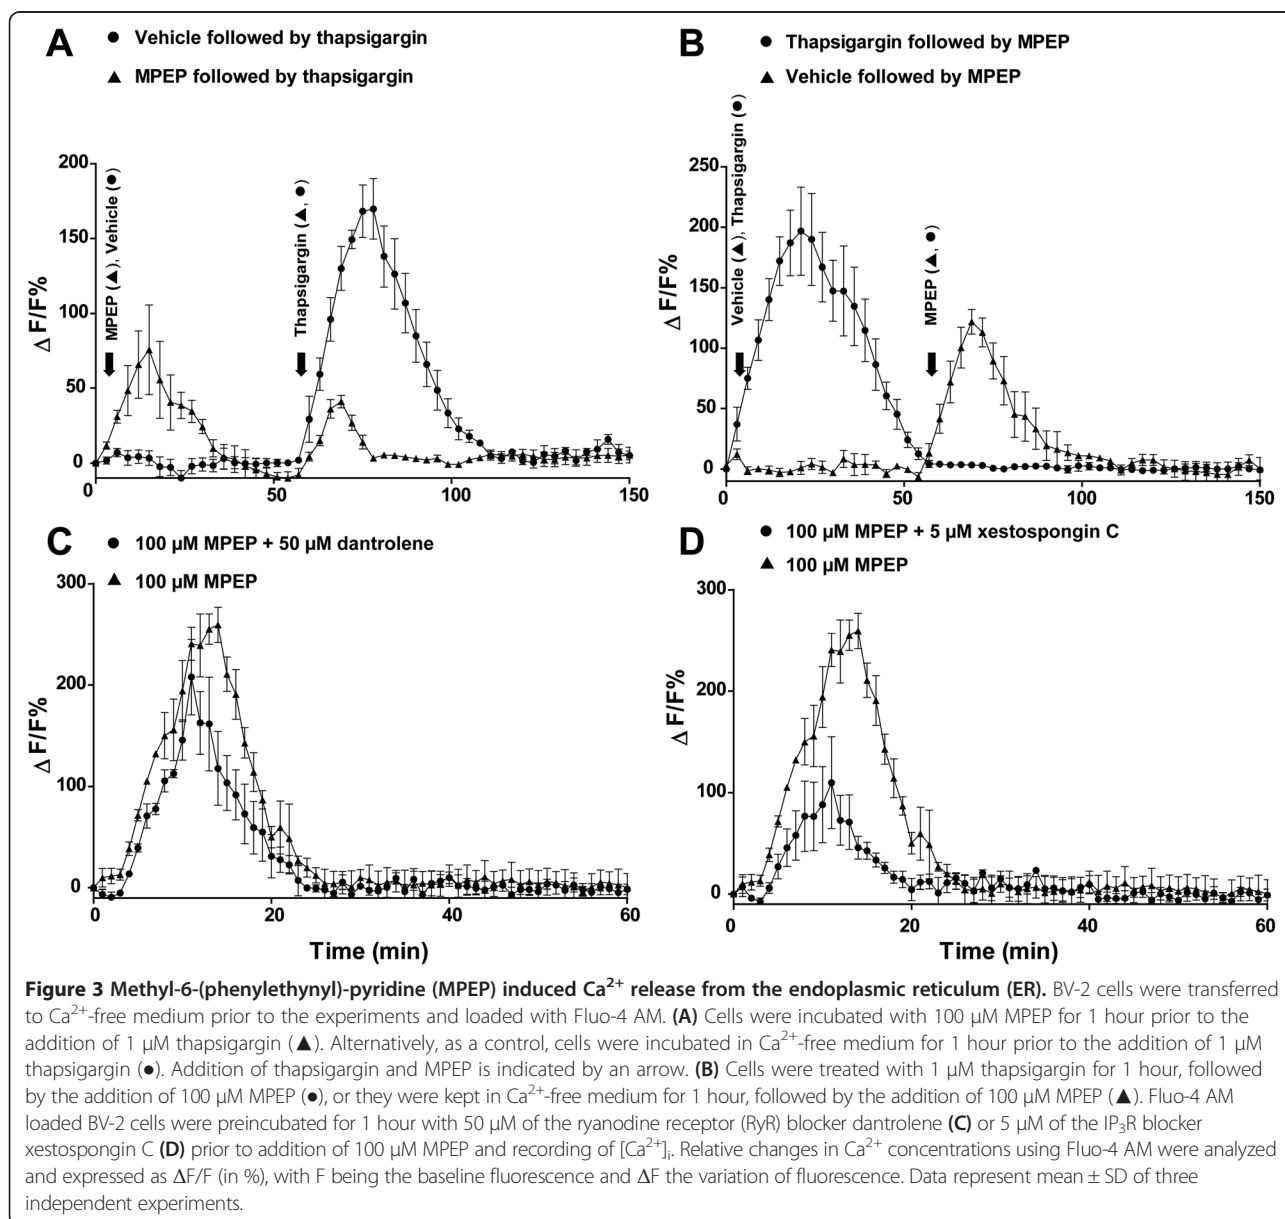 A
● Vehicle followed by thapsigargin
▲ MPEP followed by thapsigargin
Δ F/F%
200
150
100
50
0
MPEP (▲), Vehicle (●)
Thapsigargin (▲, ●)
0
50
100
150
B
● Thapsigargin followed by MPEP
▲ Vehicle followed by MPEP
Δ F/F%
250
200
150
100
50
0
Vehicle (▲), Thapsigargin (●)
MPEP (▲, ●)
0
50
100
150
C
● 100 µM MPEP + 50 µM dantrolene
▲ 100 µM MPEP
Δ F/F%
300
200
100
0
0
20
40
60
Time (min)
D
● 100 µM MPEP + 5 µM xestospongin C
▲ 100 µM MPEP
Δ F/F%
300
200
100
0
0
20
40
60
Time (min)
Figure 3 Methyl-6-(phenylethynyl)-pyridine (MPEP) induced Ca²⁺ release from the endoplasmic reticulum (ER). BV-2 cells were transferred
to Ca²⁺-free medium prior to the experiments and loaded with Fluo-4 AM. (A) Cells were incubated with 100 µM MPEP for 1 hour prior to the
addition of 1 µM thapsigargin (▲). Alternatively, as a control, cells were incubated in Ca²⁺-free medium for 1 hour prior to the addition of 1 µM
thapsigargin (●). Addition of thapsigargin and MPEP is indicated by an arrow. (B) Cells were treated with 1 µM thapsigargin for 1 hour, followed
by the addition of 100 µM MPEP (●), or they were kept in Ca²⁺-free medium for 1 hour, followed by the addition of 100 µM MPEP (▲). Fluo-4 AM
loaded BV-2 cells were preincubated for 1 hour with 50 µM of the ryanodine receptor (RyR) blocker dantrolene (C) or 5 µM of the IP₃R blocker
xestospongin C (D) prior to addition of 100 µM MPEP and recording of [Ca²⁺]ᵢ. Relative changes in Ca²⁺ concentrations using Fluo-4 AM were analyzed
and expressed as ΔF/F (in %), with F being the baseline fluorescence and ΔF the variation of fluorescence. Data represent mean ± SD of three
independent experiments.